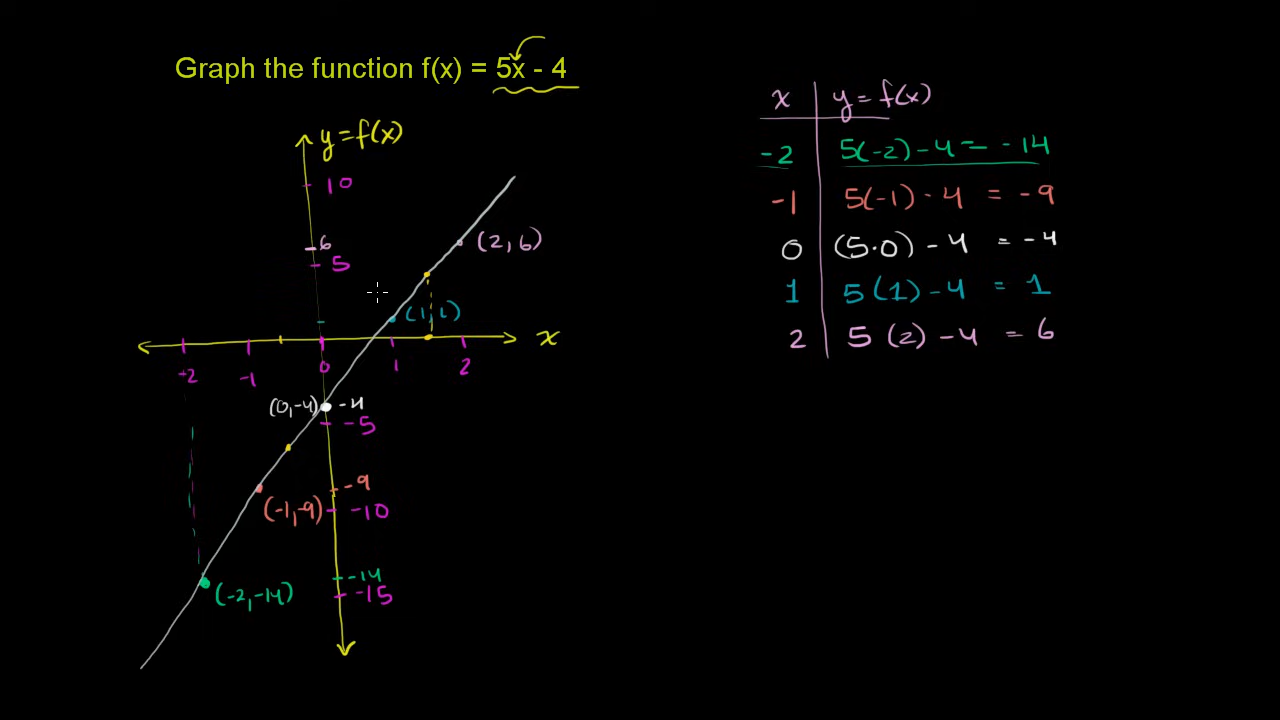 Graph the function f(x) = 5x - 4
y=f(x)
10
6
5
(2, 6)
(1, 1)
x
-2
-1
0
1
2
(0,-4)
-4
-5
-9
(-1,-9)
-10
-14
(-2,-14)
-15
x y=f(x)
-2 5(-2)-4= -14
-1 5(-1)-4 = -9
0 (5·0)-4 = -4
1 5(1)-4 = 1
2 5(2)-4 = 6